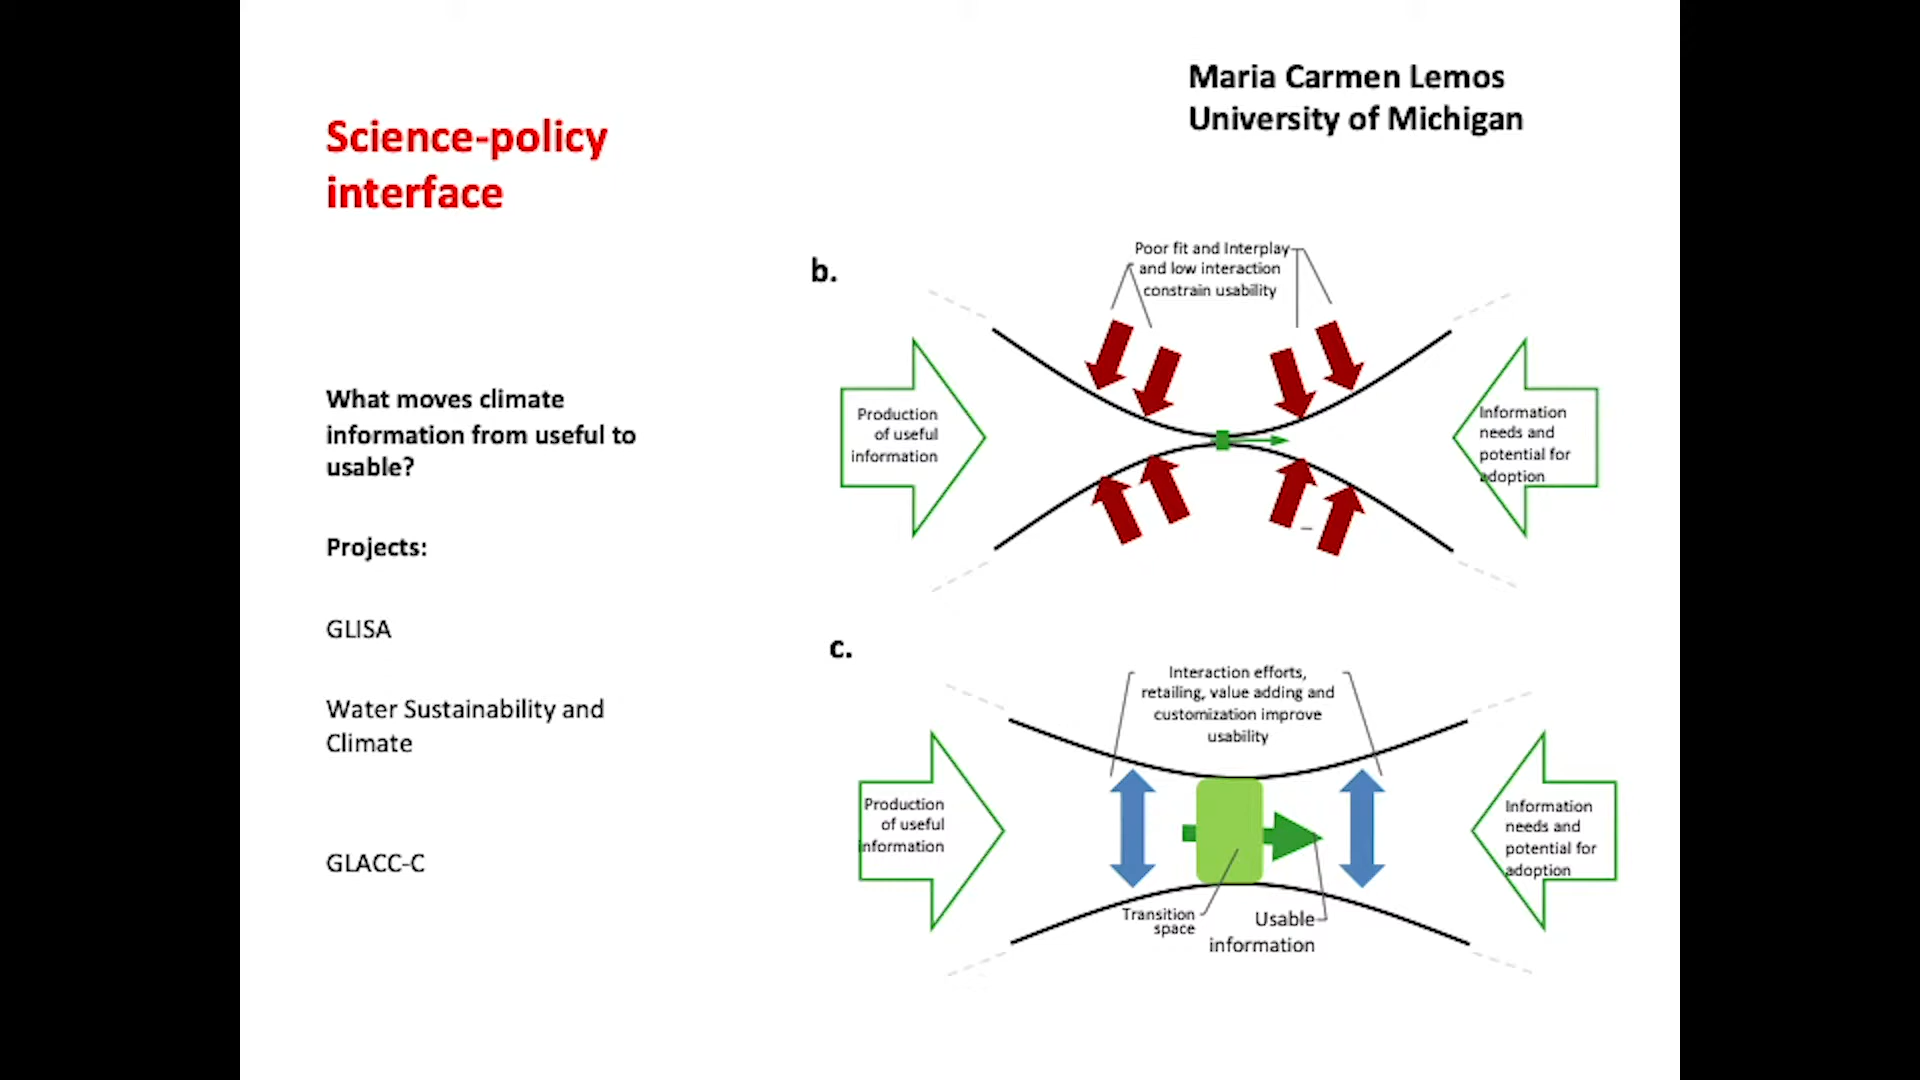 Maria Carmen Lemos
University of Michigan
Science-policy
interface
What moves climate
information from useful to
usable?
Projects:
GLISA
Water Sustainability and
Climate
GLACC-C
b.
Poor fit and Interplay
and low interaction
constrain usability
Production
of useful
information
Information
needs and
potential for
adoption
c.
Interaction efforts,
retailing, value adding and
customization improve
usability
Production
of useful
information
Information
needs and
potential for
adoption
Transition
space
Usable
information